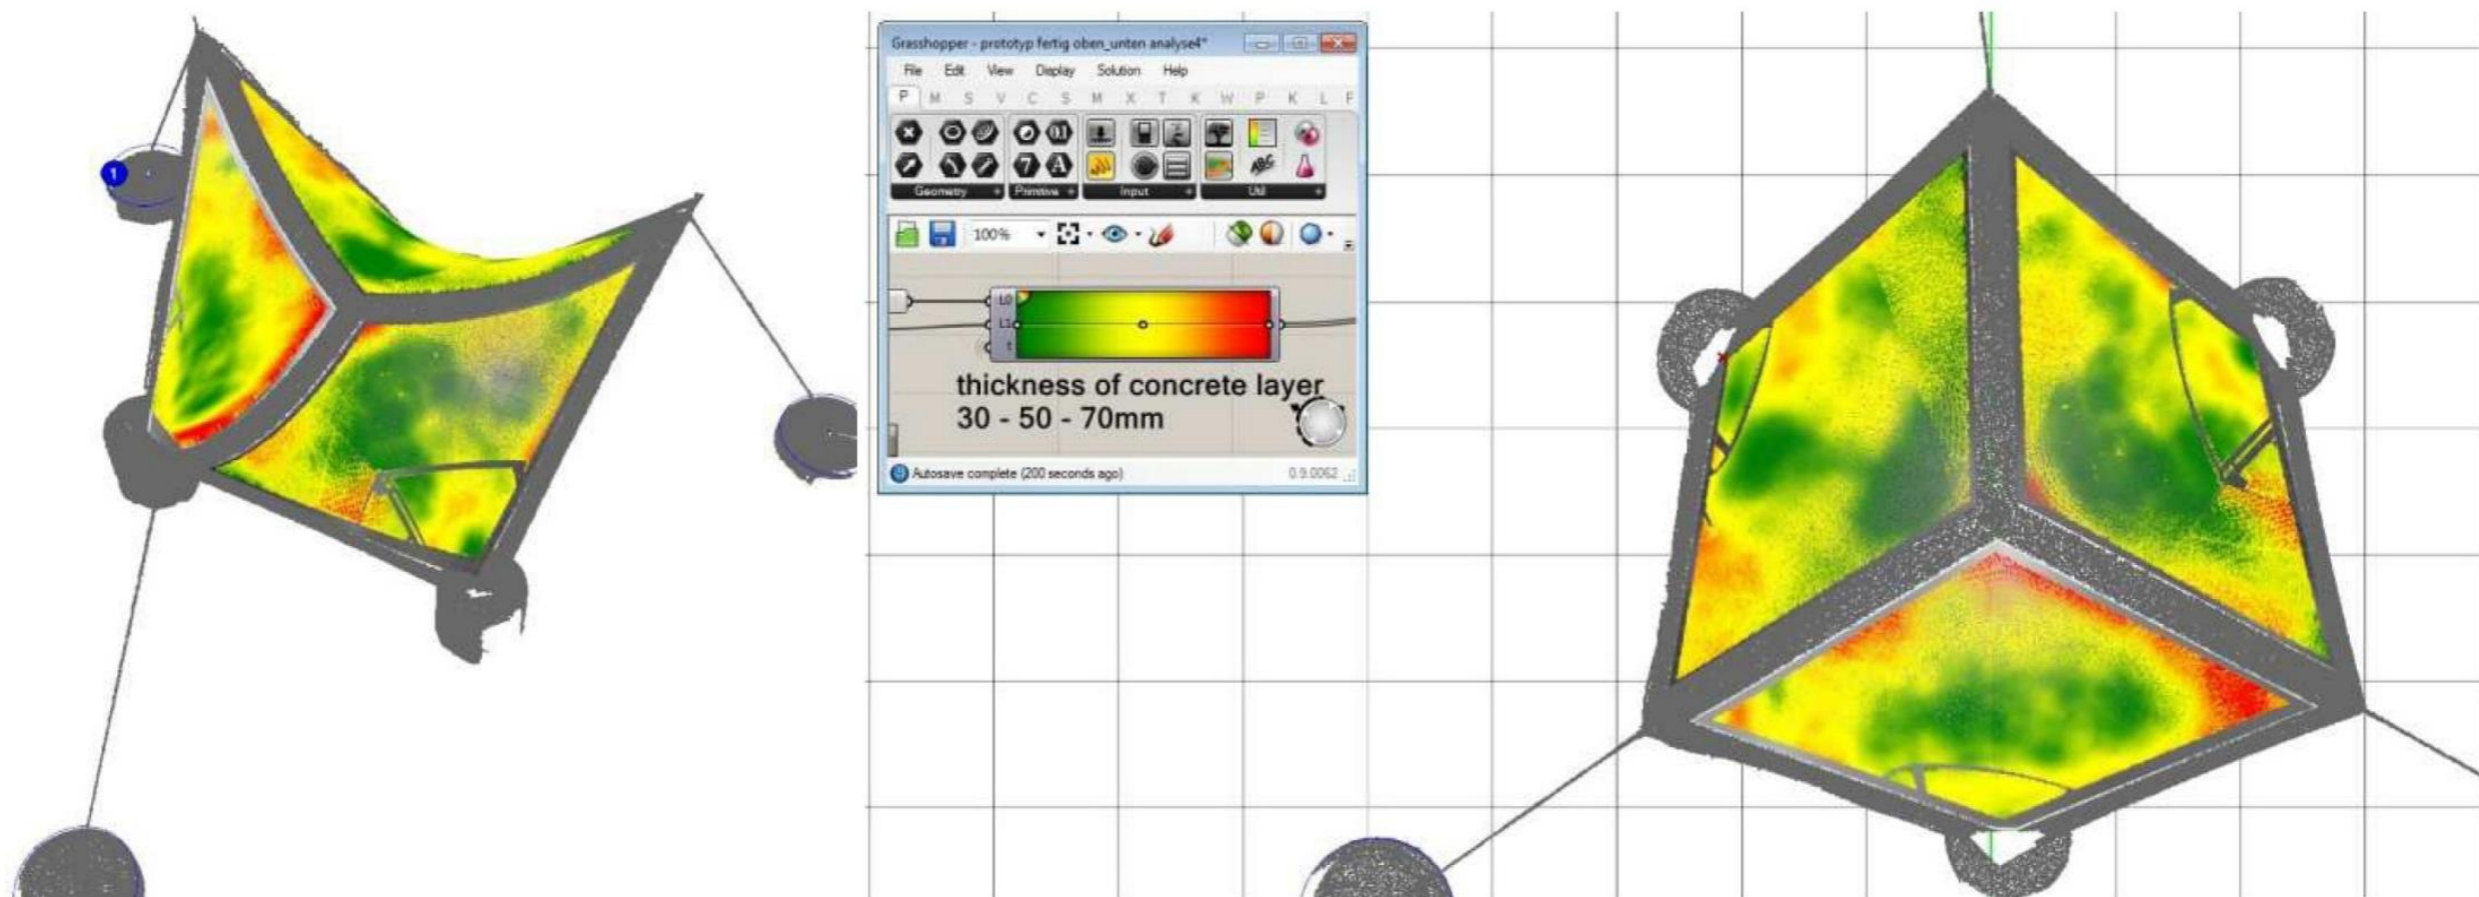 1
Grasshopper - prototyp fertig oben_unten analyse4*
File Edit View Display Solution Help
P M S V C S M X T K W P K L F
Geometry + Primitive + Input + Util +
100%
L0
L1
t
thickness of concrete layer
30 - 50 - 70mm
Autosave complete (200 seconds ago) 0.9.0062